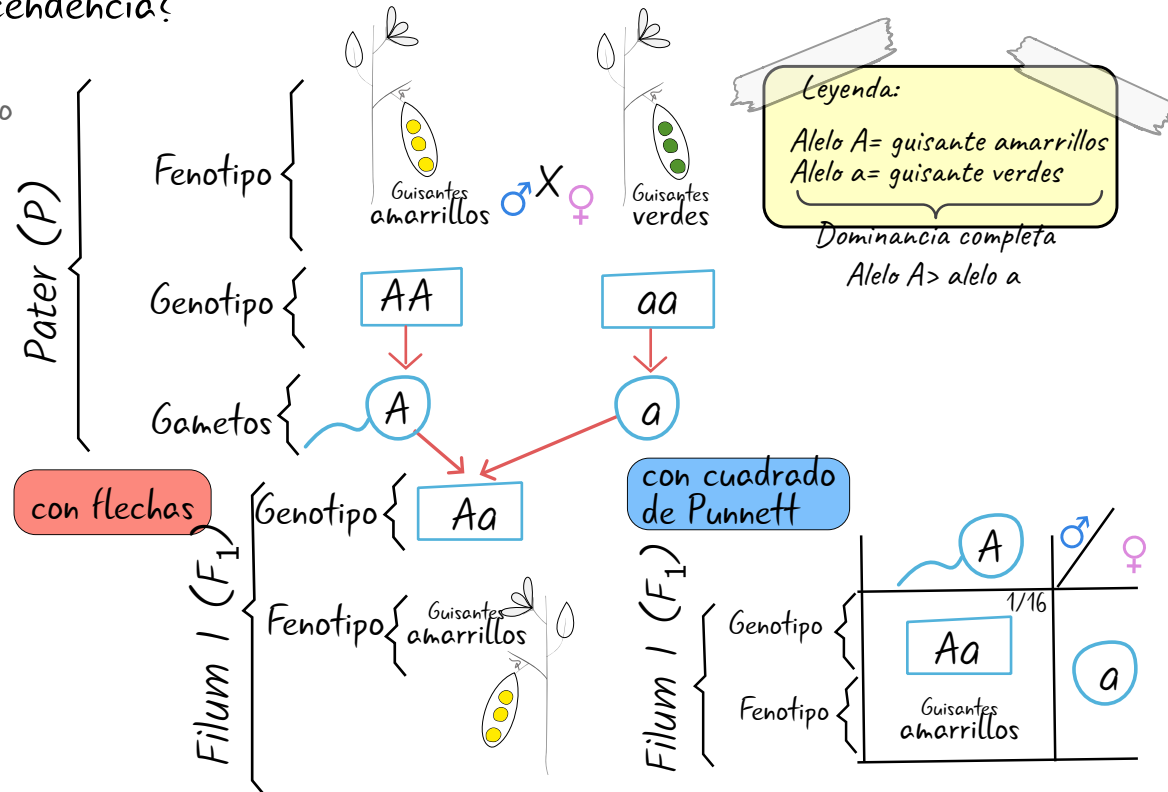 cendencia?
o
Pater (P)
Fenotipo
Guisantes
amarrillos
X
Guisantes
verdes
Leyenda:
Alelo A= guisante amarrillos
Alelo a= guisante verdes
Dominancia completa
Alelo A> alelo a
Genotipo
AA
aa
Gametos
A
a
con flechas
Filum I (F1)
Genotipo
Aa
Fenotipo
Guisantes
amarrillos
con cuadrado
de Punnett
Filum I (F1)
A
Genotipo
1/16
Aa
a
Fenotipo
Guisantes
amarrillos